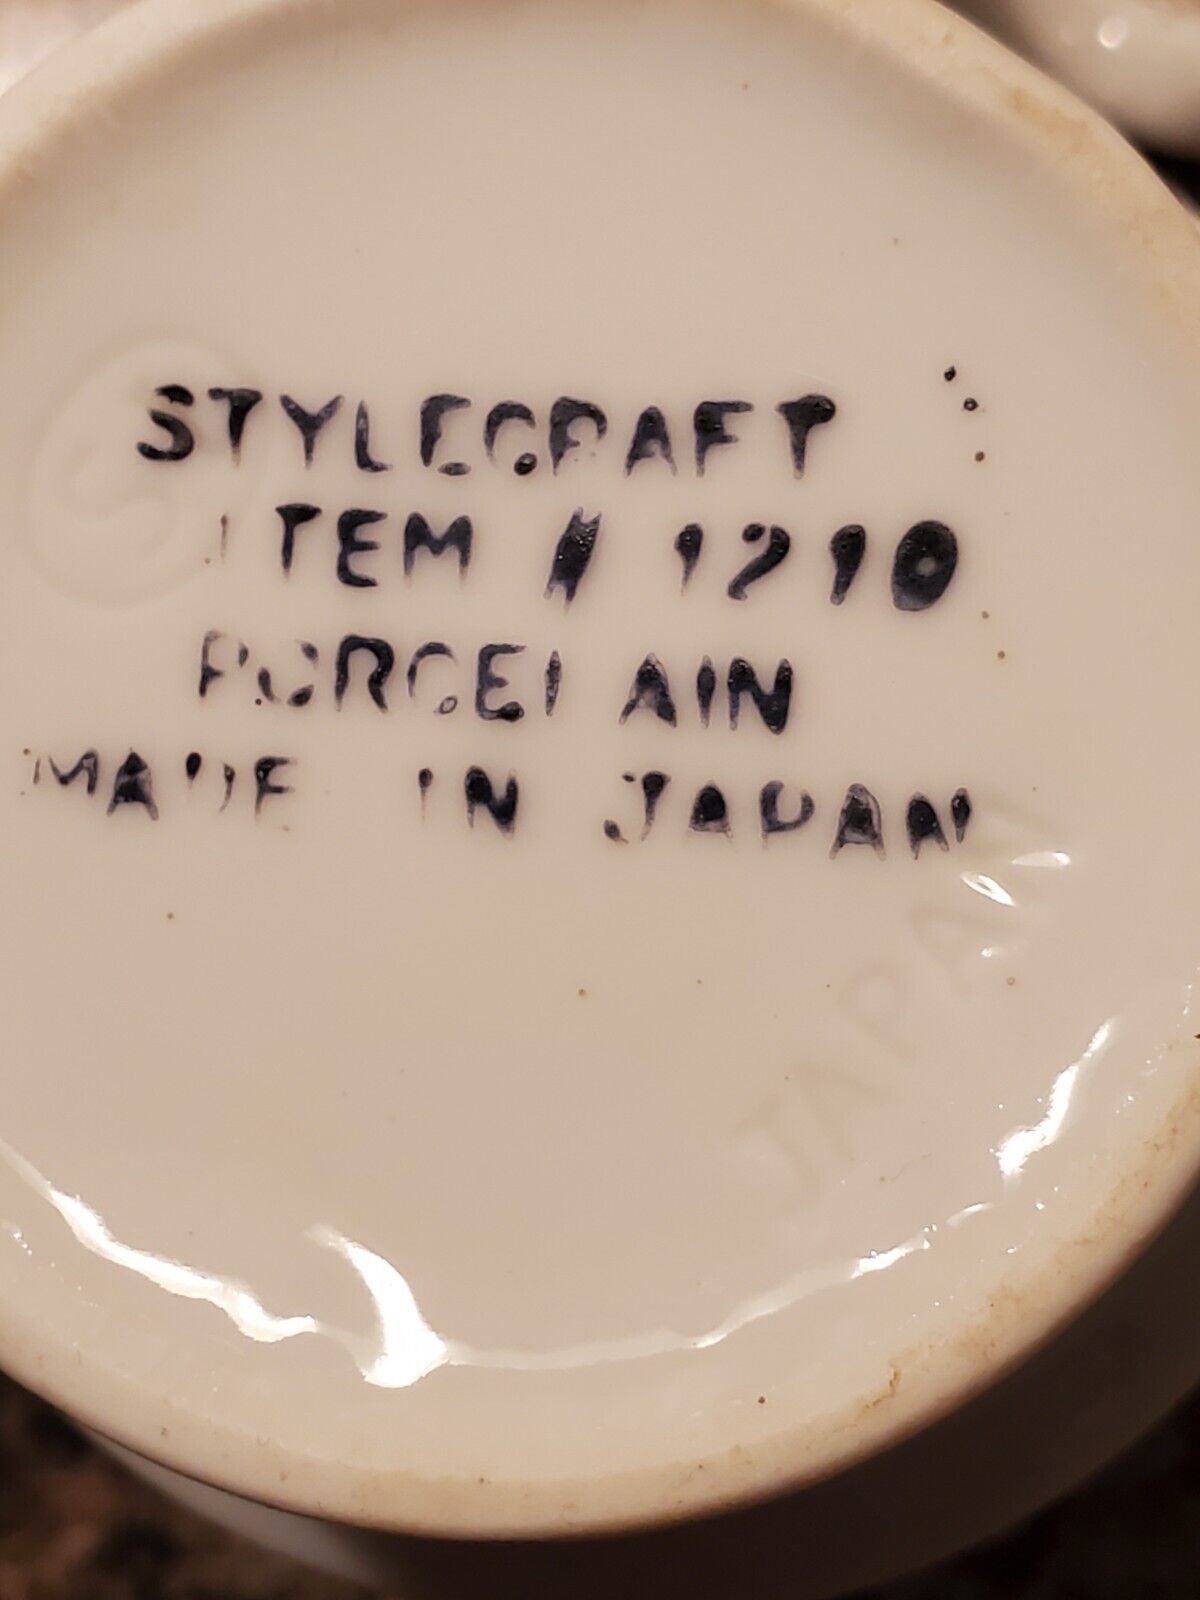 STYLECRAFT
ITEM # 1210
PORCELAIN
MADE IN JAPAN
S
JAPAN